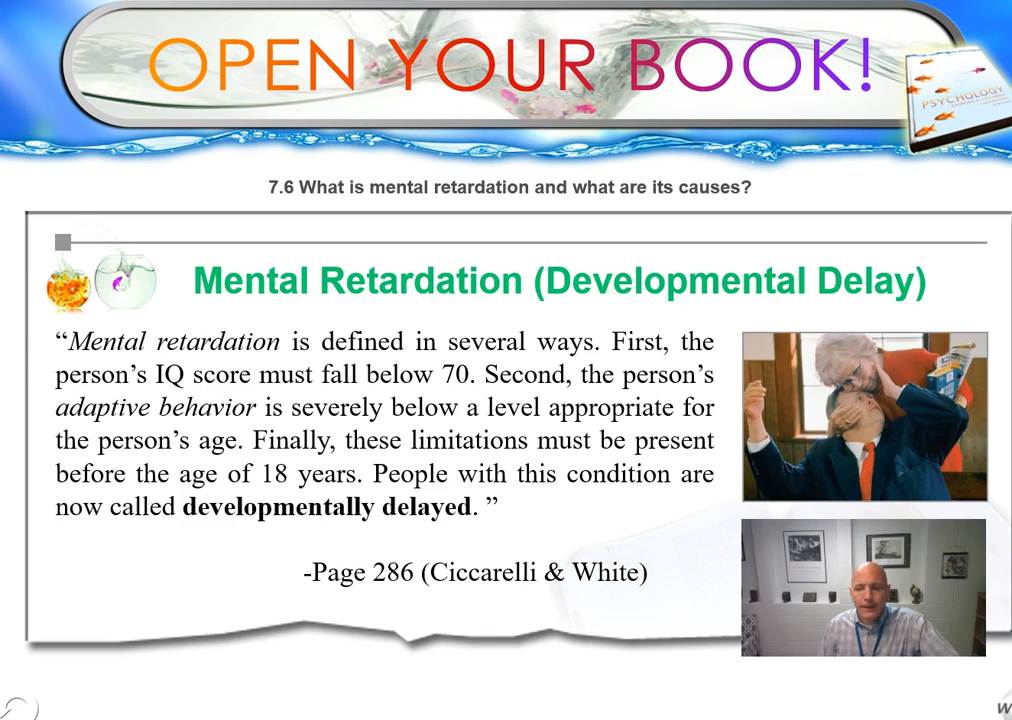 OPEN YOUR BOOK!
PSYCHOLOGY
7.6 What is mental retardation and what are its causes?
Mental Retardation (Developmental Delay)
“Mental retardation is defined in several ways. First, the
person’s IQ score must fall below 70. Second, the person’s
adaptive behavior is severely below a level appropriate for
the person’s age. Finally, these limitations must be present
before the age of 18 years. People with this condition are
now called developmentally delayed. ”
-Page 286 (Ciccarelli & White)